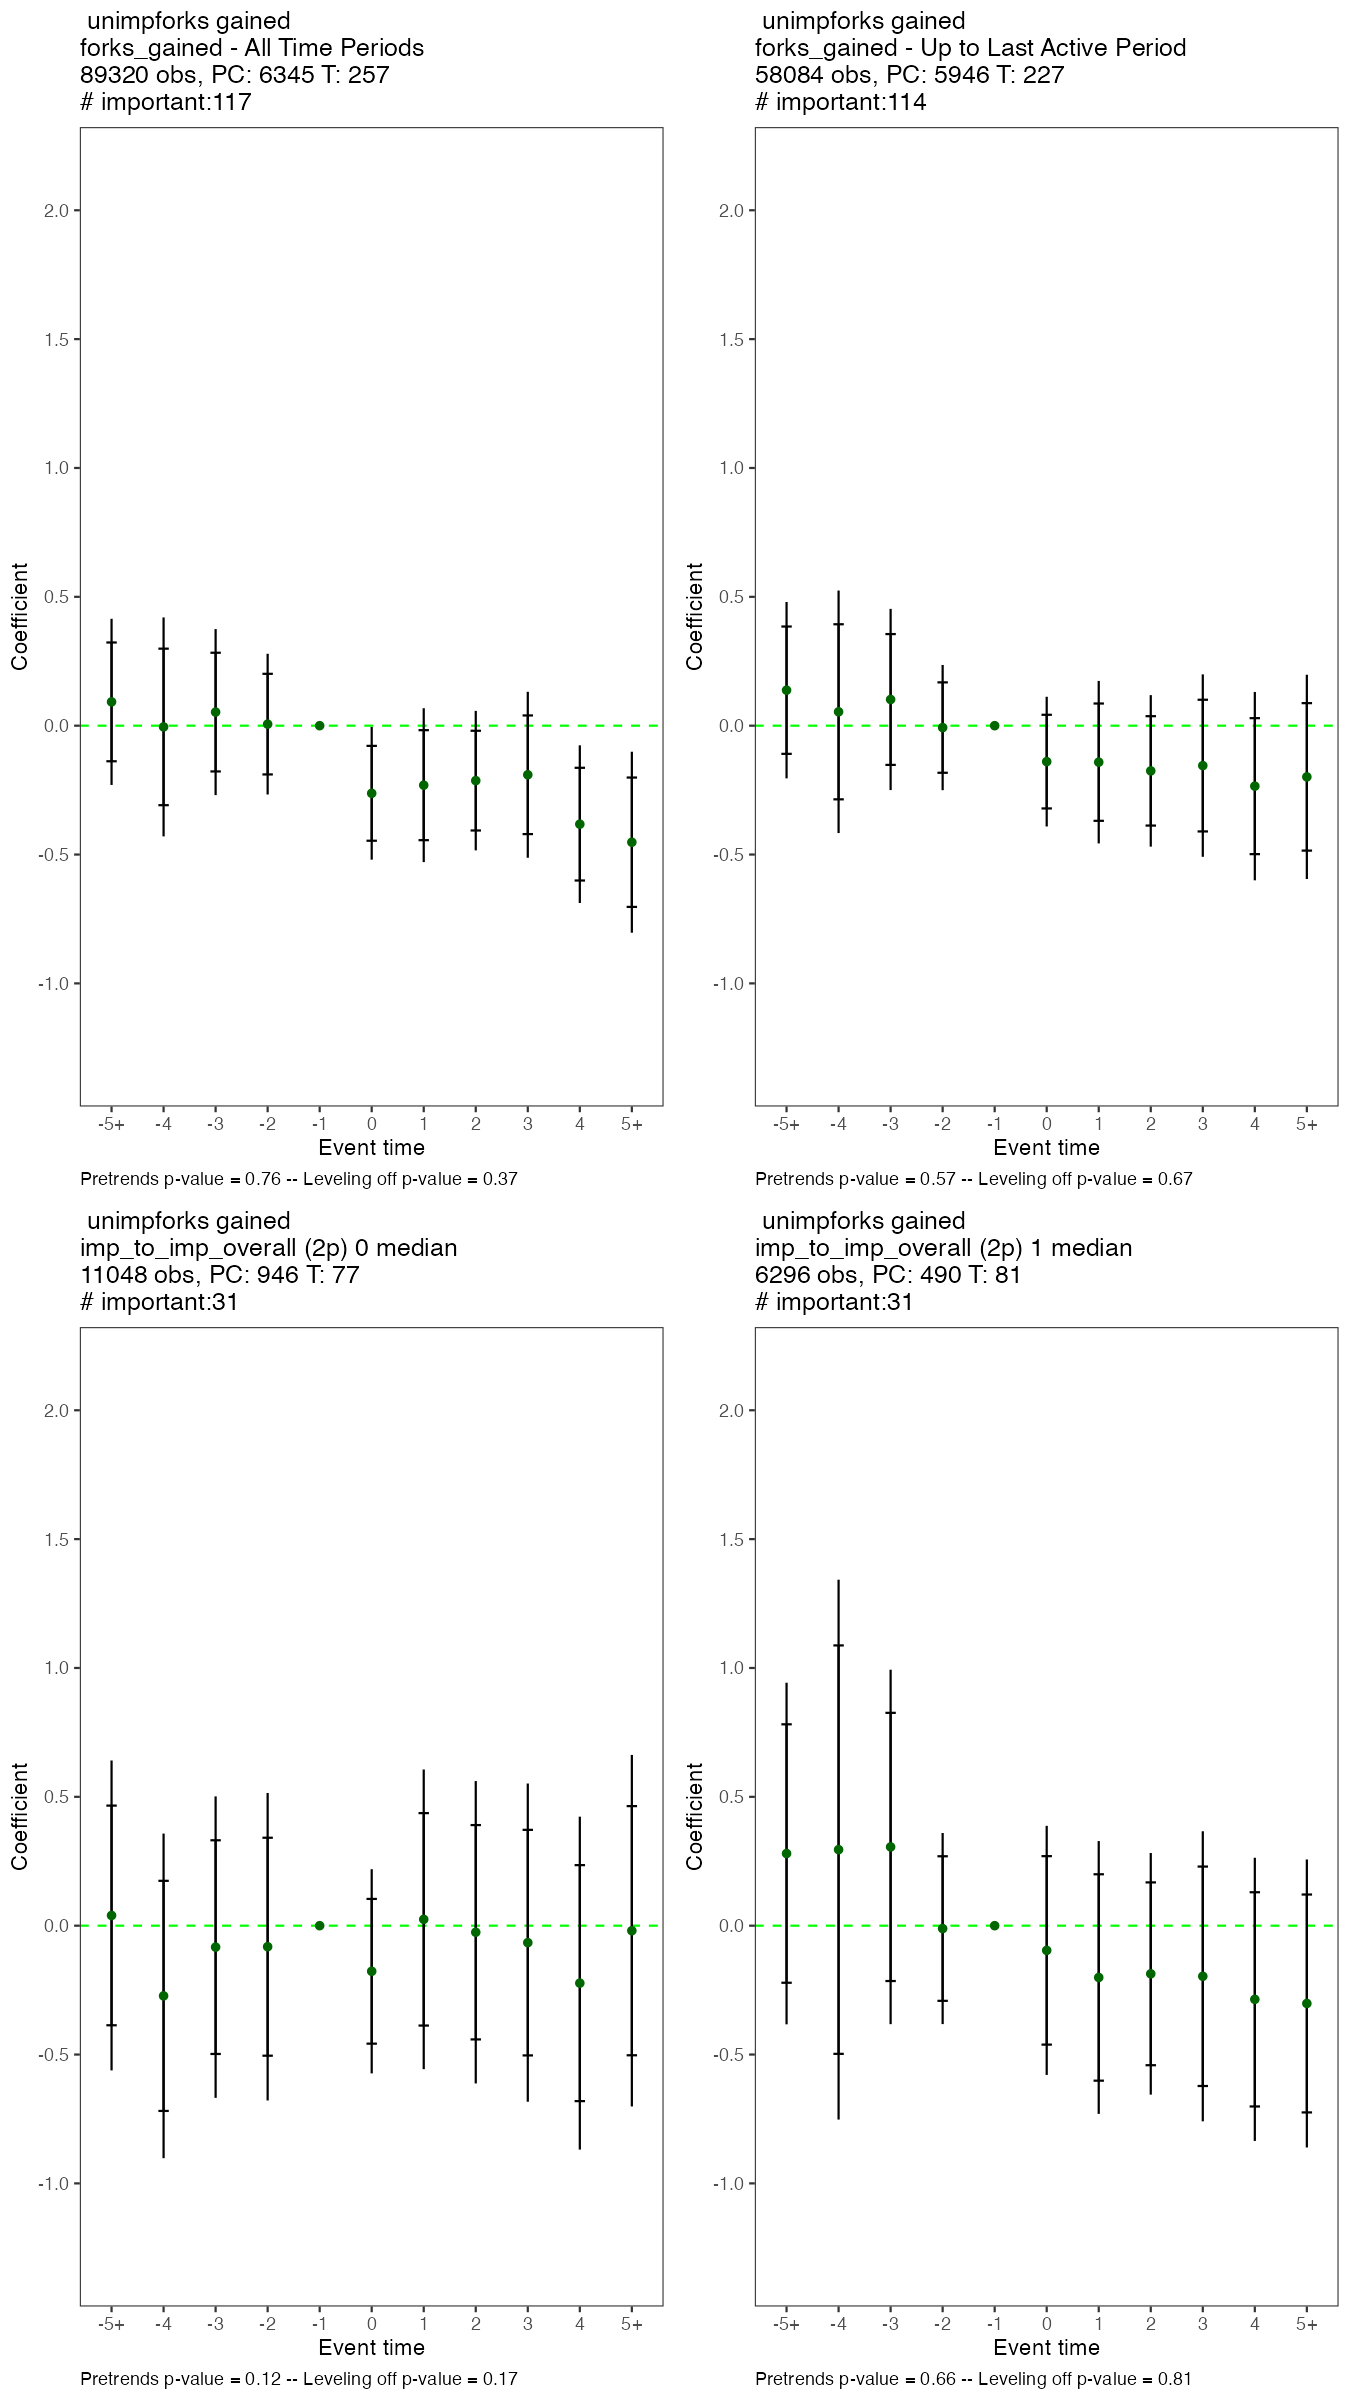 unimpforks gained
forks_gained - All Time Periods
89320 obs, PC: 6345 T: 257
# important:117
2.0
1.5
1.0
0.5
0.0
-0.5
-1.0
Coefficient
-5+ -4 -3 -2 -1 0 1 2 3 4 5+
Event time
Pretrends p-value = 0.76 -- Leveling off p-value = 0.37
unimpforks gained
forks_gained - Up to Last Active Period
58084 obs, PC: 5946 T: 227
# important:114
2.0
1.5
1.0
0.5
0.0
-0.5
-1.0
Coefficient
-5+ -4 -3 -2 -1 0 1 2 3 4 5+
Event time
Pretrends p-value = 0.57 -- Leveling off p-value = 0.67
unimpforks gained
imp_to_imp_overall (2p) 0 median
11048 obs, PC: 946 T: 77
# important:31
2.0
1.5
1.0
0.5
0.0
-0.5
-1.0
Coefficient
-5+ -4 -3 -2 -1 0 1 2 3 4 5+
Event time
Pretrends p-value = 0.12 -- Leveling off p-value = 0.17
unimpforks gained
imp_to_imp_overall (2p) 1 median
6296 obs, PC: 490 T: 81
# important:31
2.0
1.5
1.0
0.5
0.0
-0.5
-1.0
Coefficient
-5+ -4 -3 -2 -1 0 1 2 3 4 5+
Event time
Pretrends p-value = 0.66 -- Leveling off p-value = 0.81